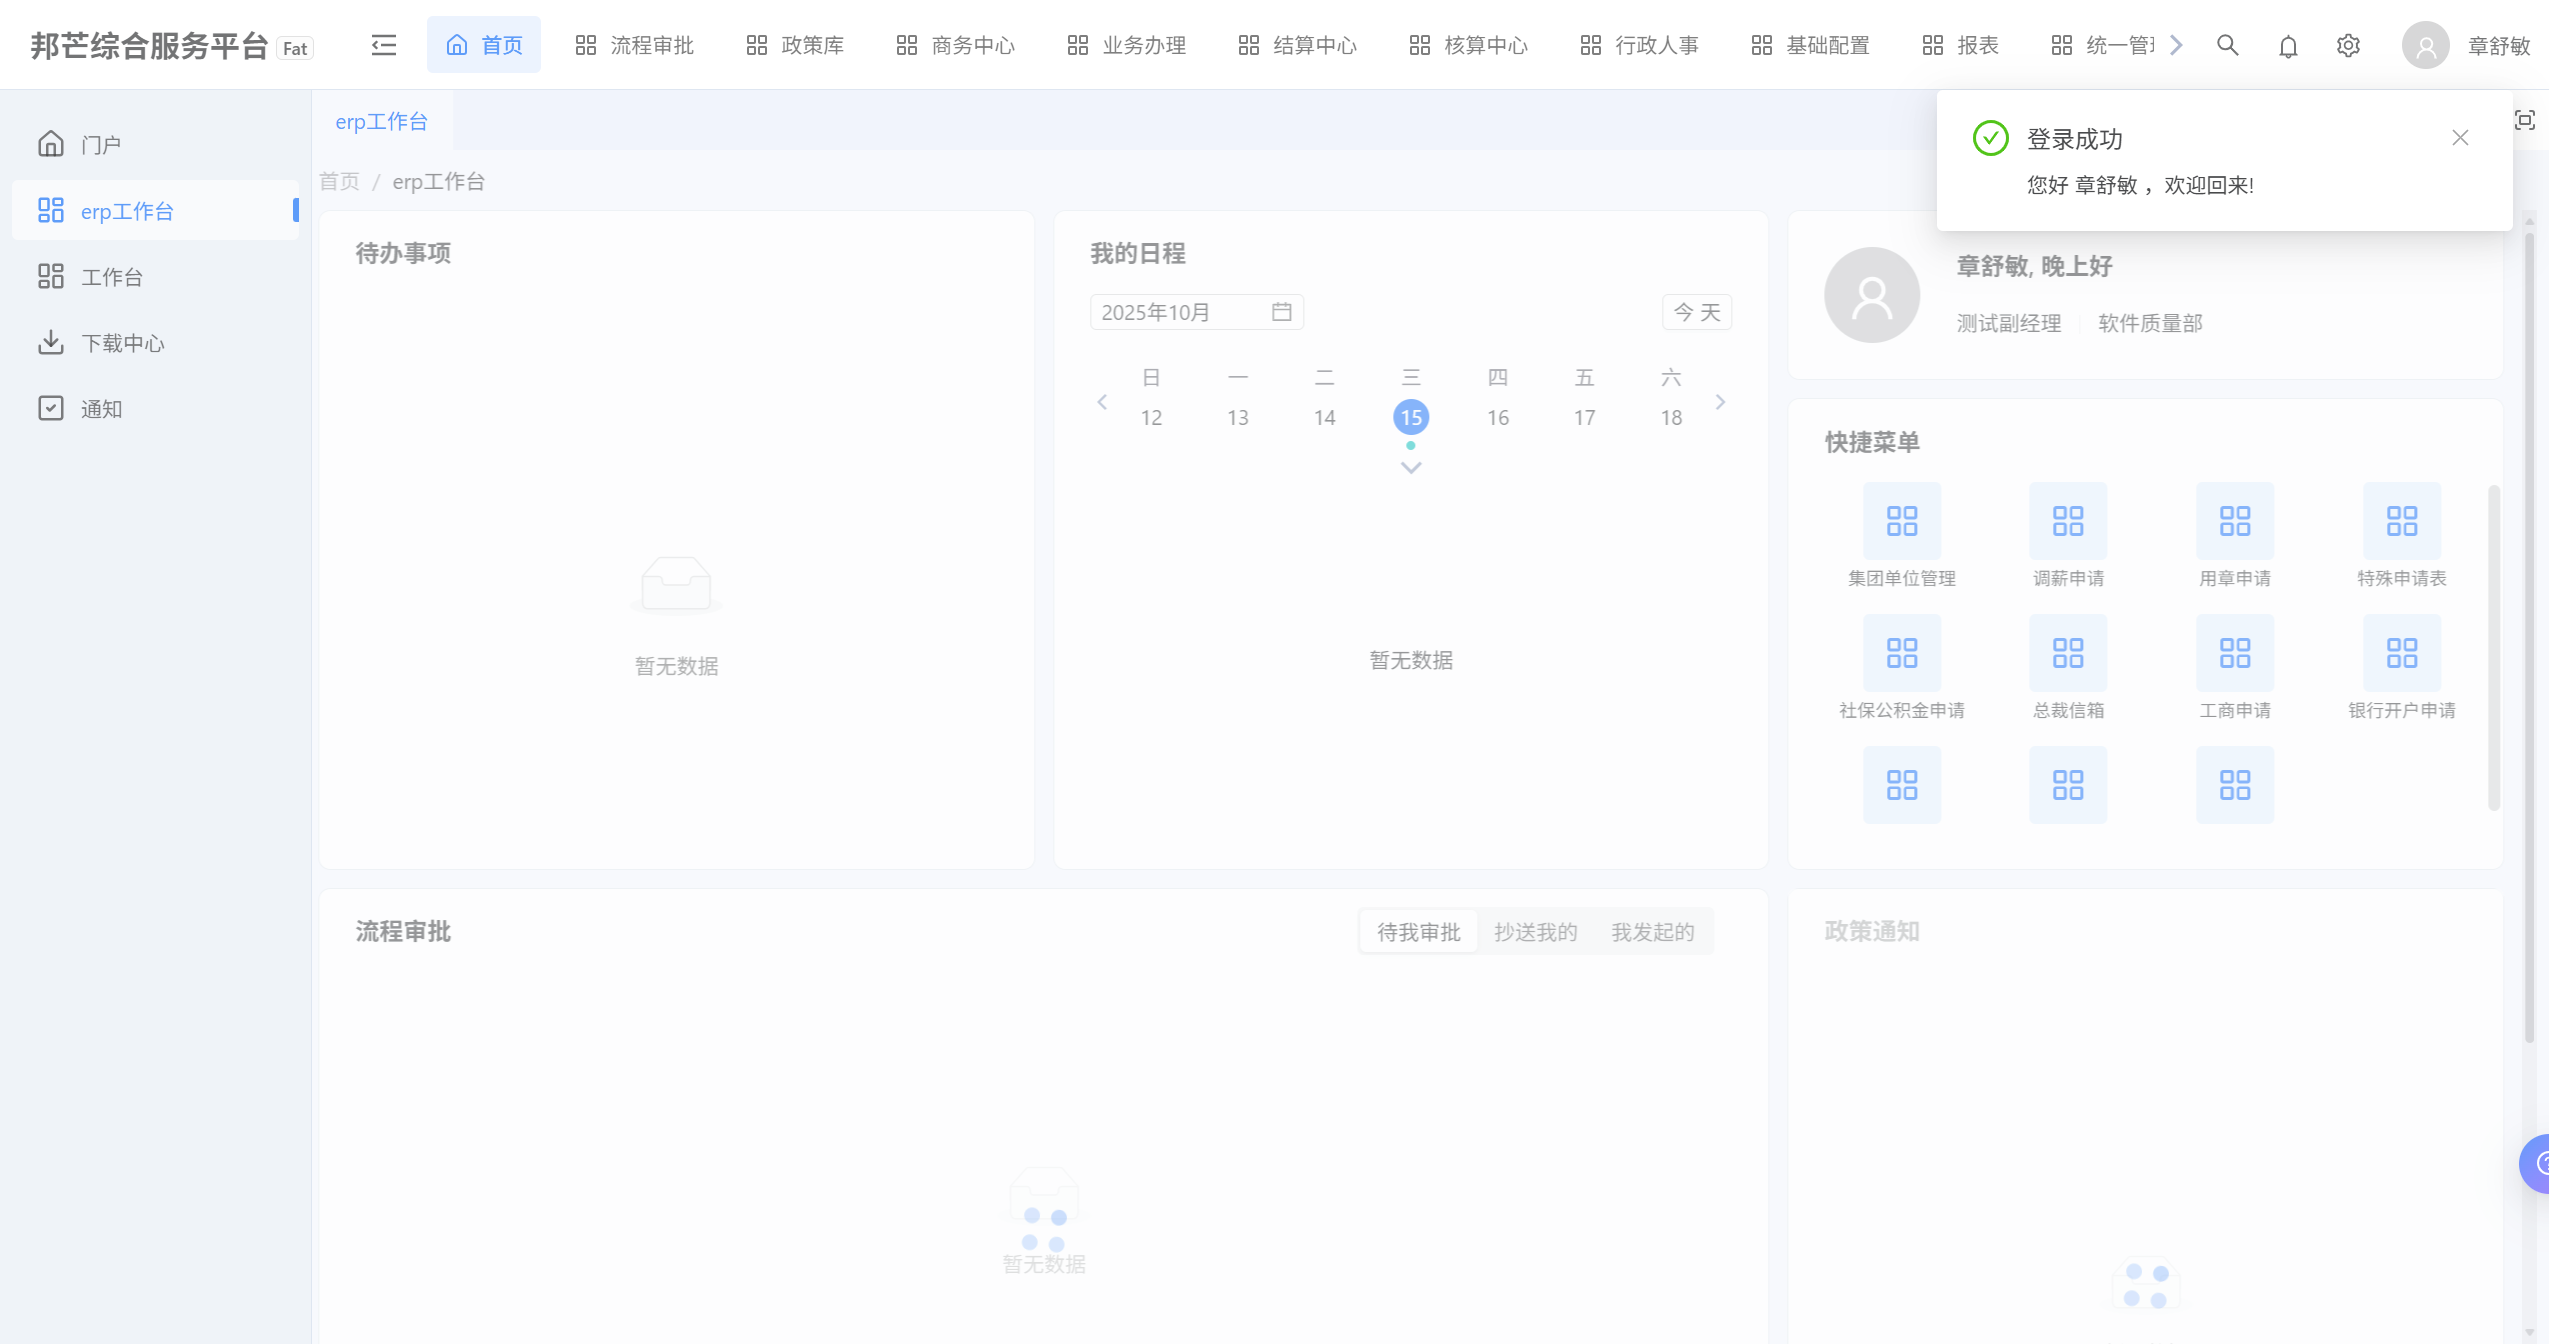 邦芒综合服务平台 Fat
首页 流程审批 政策库 商务中心 业务办理 结算中心 核算中心 行政人事 基础配置 报表 统一管 章舒敏
门户
erp工作台
工作台
下载中心
通知
erp工作台
首页 / erp工作台
登录成功
您好 章舒敏 ，欢迎回来!
待办事项
暂无数据
我的日程
2025年10月 今天
日 一 二 三 四 五 六
12 13 14 15 16 17 18
暂无数据
章舒敏, 晚上好
测试副经理 软件质量部
快捷菜单
集团单位管理 调薪申请 用章申请 特殊申请表
社保公积金申请 总裁信箱 工商申请 银行开户申请
流程审批
待我审批 抄送我的 我发起的
暂无数据
政策通知